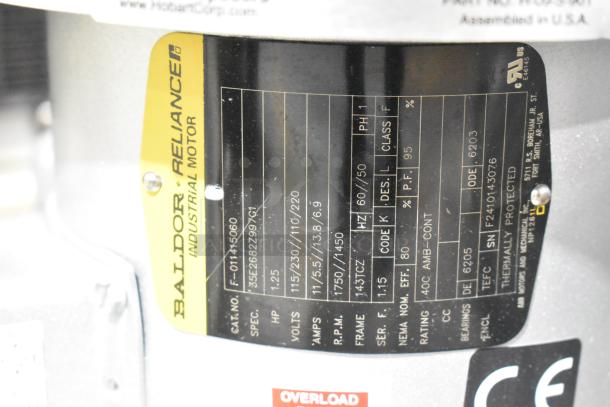 www.HobartCorp.com
Assembled in U.S.A.
BALDOR · RELIANCE
INDUSTRIAL MOTOR
CAT.NO. F-011415060
SPEC. 35E2682Z997G1
HP 1.25
VOLTS 115/230//110/220
AMPS 11/5.5//13.8/6.9
R.P.M. 1750//1450
FRAME 143TCZ HZ 60//50 PH 1
SER. F. 1.15 CODE K DES. L CLASS F
NEMA NOM. EFF. 80 % P.F. 95 %
RATING 40C AMB-CONT
CC
BEARINGS DE 6205 ODE 6203
ENCL TEFC SN F2410143076
THERMALLY PROTECTED
ABB MOTORS AND MECHANICAL INC.
5711 R.S. BOREHAM JR. ST.
FORT SMITH, AR-USA
E46145
c US
CE
OVERLOAD